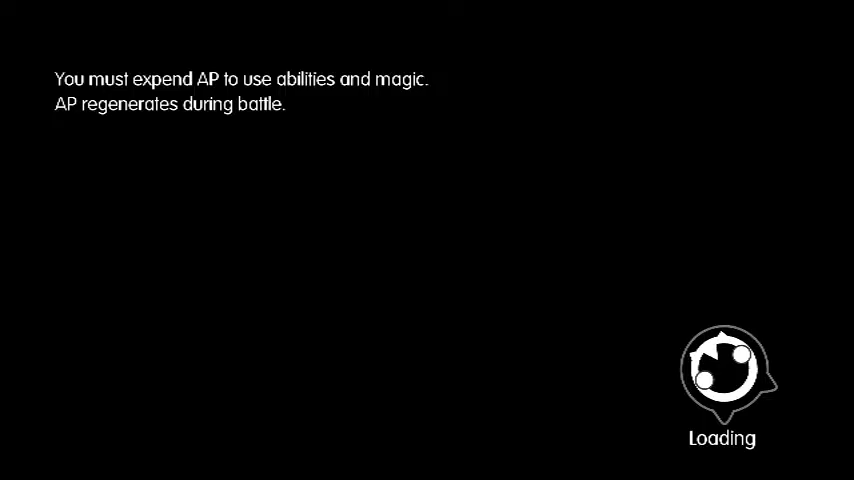 You must expend AP to use abilities and magic.
AP regenerates during battle.
Loading